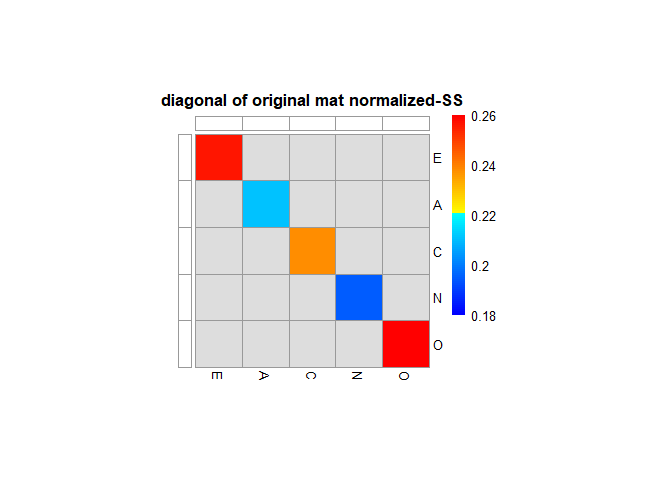 diagonal of original mat normalized-SS
0.26
0.24
0.22
0.2
0.18
E
A
C
N
O
E A C N O